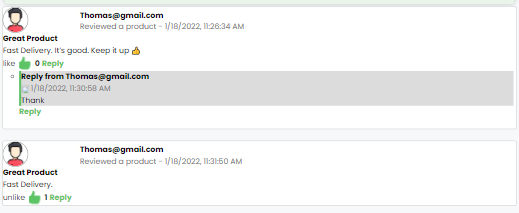 Thomas@gmail.com
Reviewed a product - 1/18/2022, 11:26:34 AM
Great Product
Fast Delivery. It's good. Keep it up 👍
like 0 Reply
Reply from Thomas@gmail.com
1/18/2022, 11:30:58 AM
Thank
Reply
Thomas@gmail.com
Reviewed a product - 1/18/2022, 11:31:50 AM
Great Product
Fast Delivery.
unlike 1 Reply